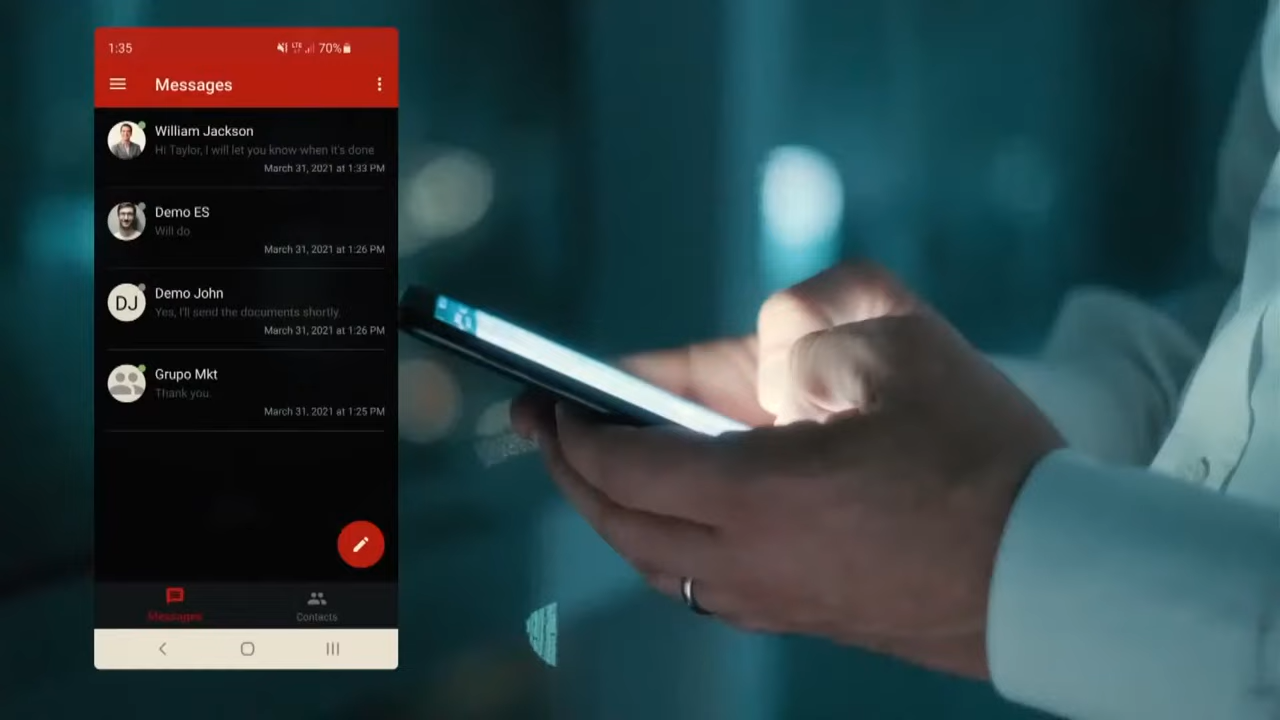 1:35 LTE 70%
Messages
William Jackson
Hi Taylor, I will let you know when it's done
March 31, 2021 at 1:33 PM
Demo ES
Will do
March 31, 2021 at 1:26 PM
DJ
Demo John
Yes, I'll send the documents shortly.
March 31, 2021 at 1:26 PM
Grupo Mkt
Thank you.
March 31, 2021 at 1:25 PM
Messages Contacts